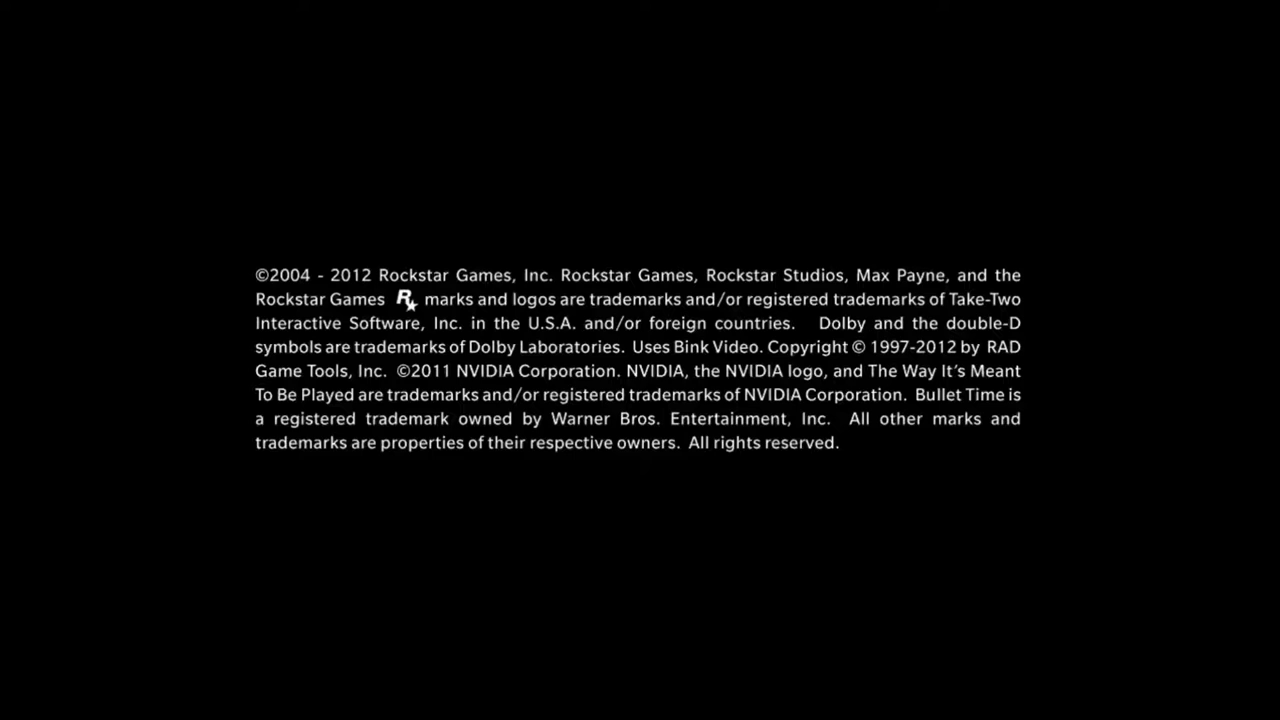 ©2004 - 2012 Rockstar Games, Inc. Rockstar Games, Rockstar Studios, Max Payne, and the
Rockstar Games R★ marks and logos are trademarks and/or registered trademarks of Take-Two
Interactive Software, Inc. in the U.S.A. and/or foreign countries. Dolby and the double-D
symbols are trademarks of Dolby Laboratories. Uses Bink Video. Copyright © 1997-2012 by RAD
Game Tools, Inc. ©2011 NVIDIA Corporation. NVIDIA, the NVIDIA logo, and The Way It's Meant
To Be Played are trademarks and/or registered trademarks of NVIDIA Corporation. Bullet Time is
a registered trademark owned by Warner Bros. Entertainment, Inc. All other marks and
trademarks are properties of their respective owners. All rights reserved.